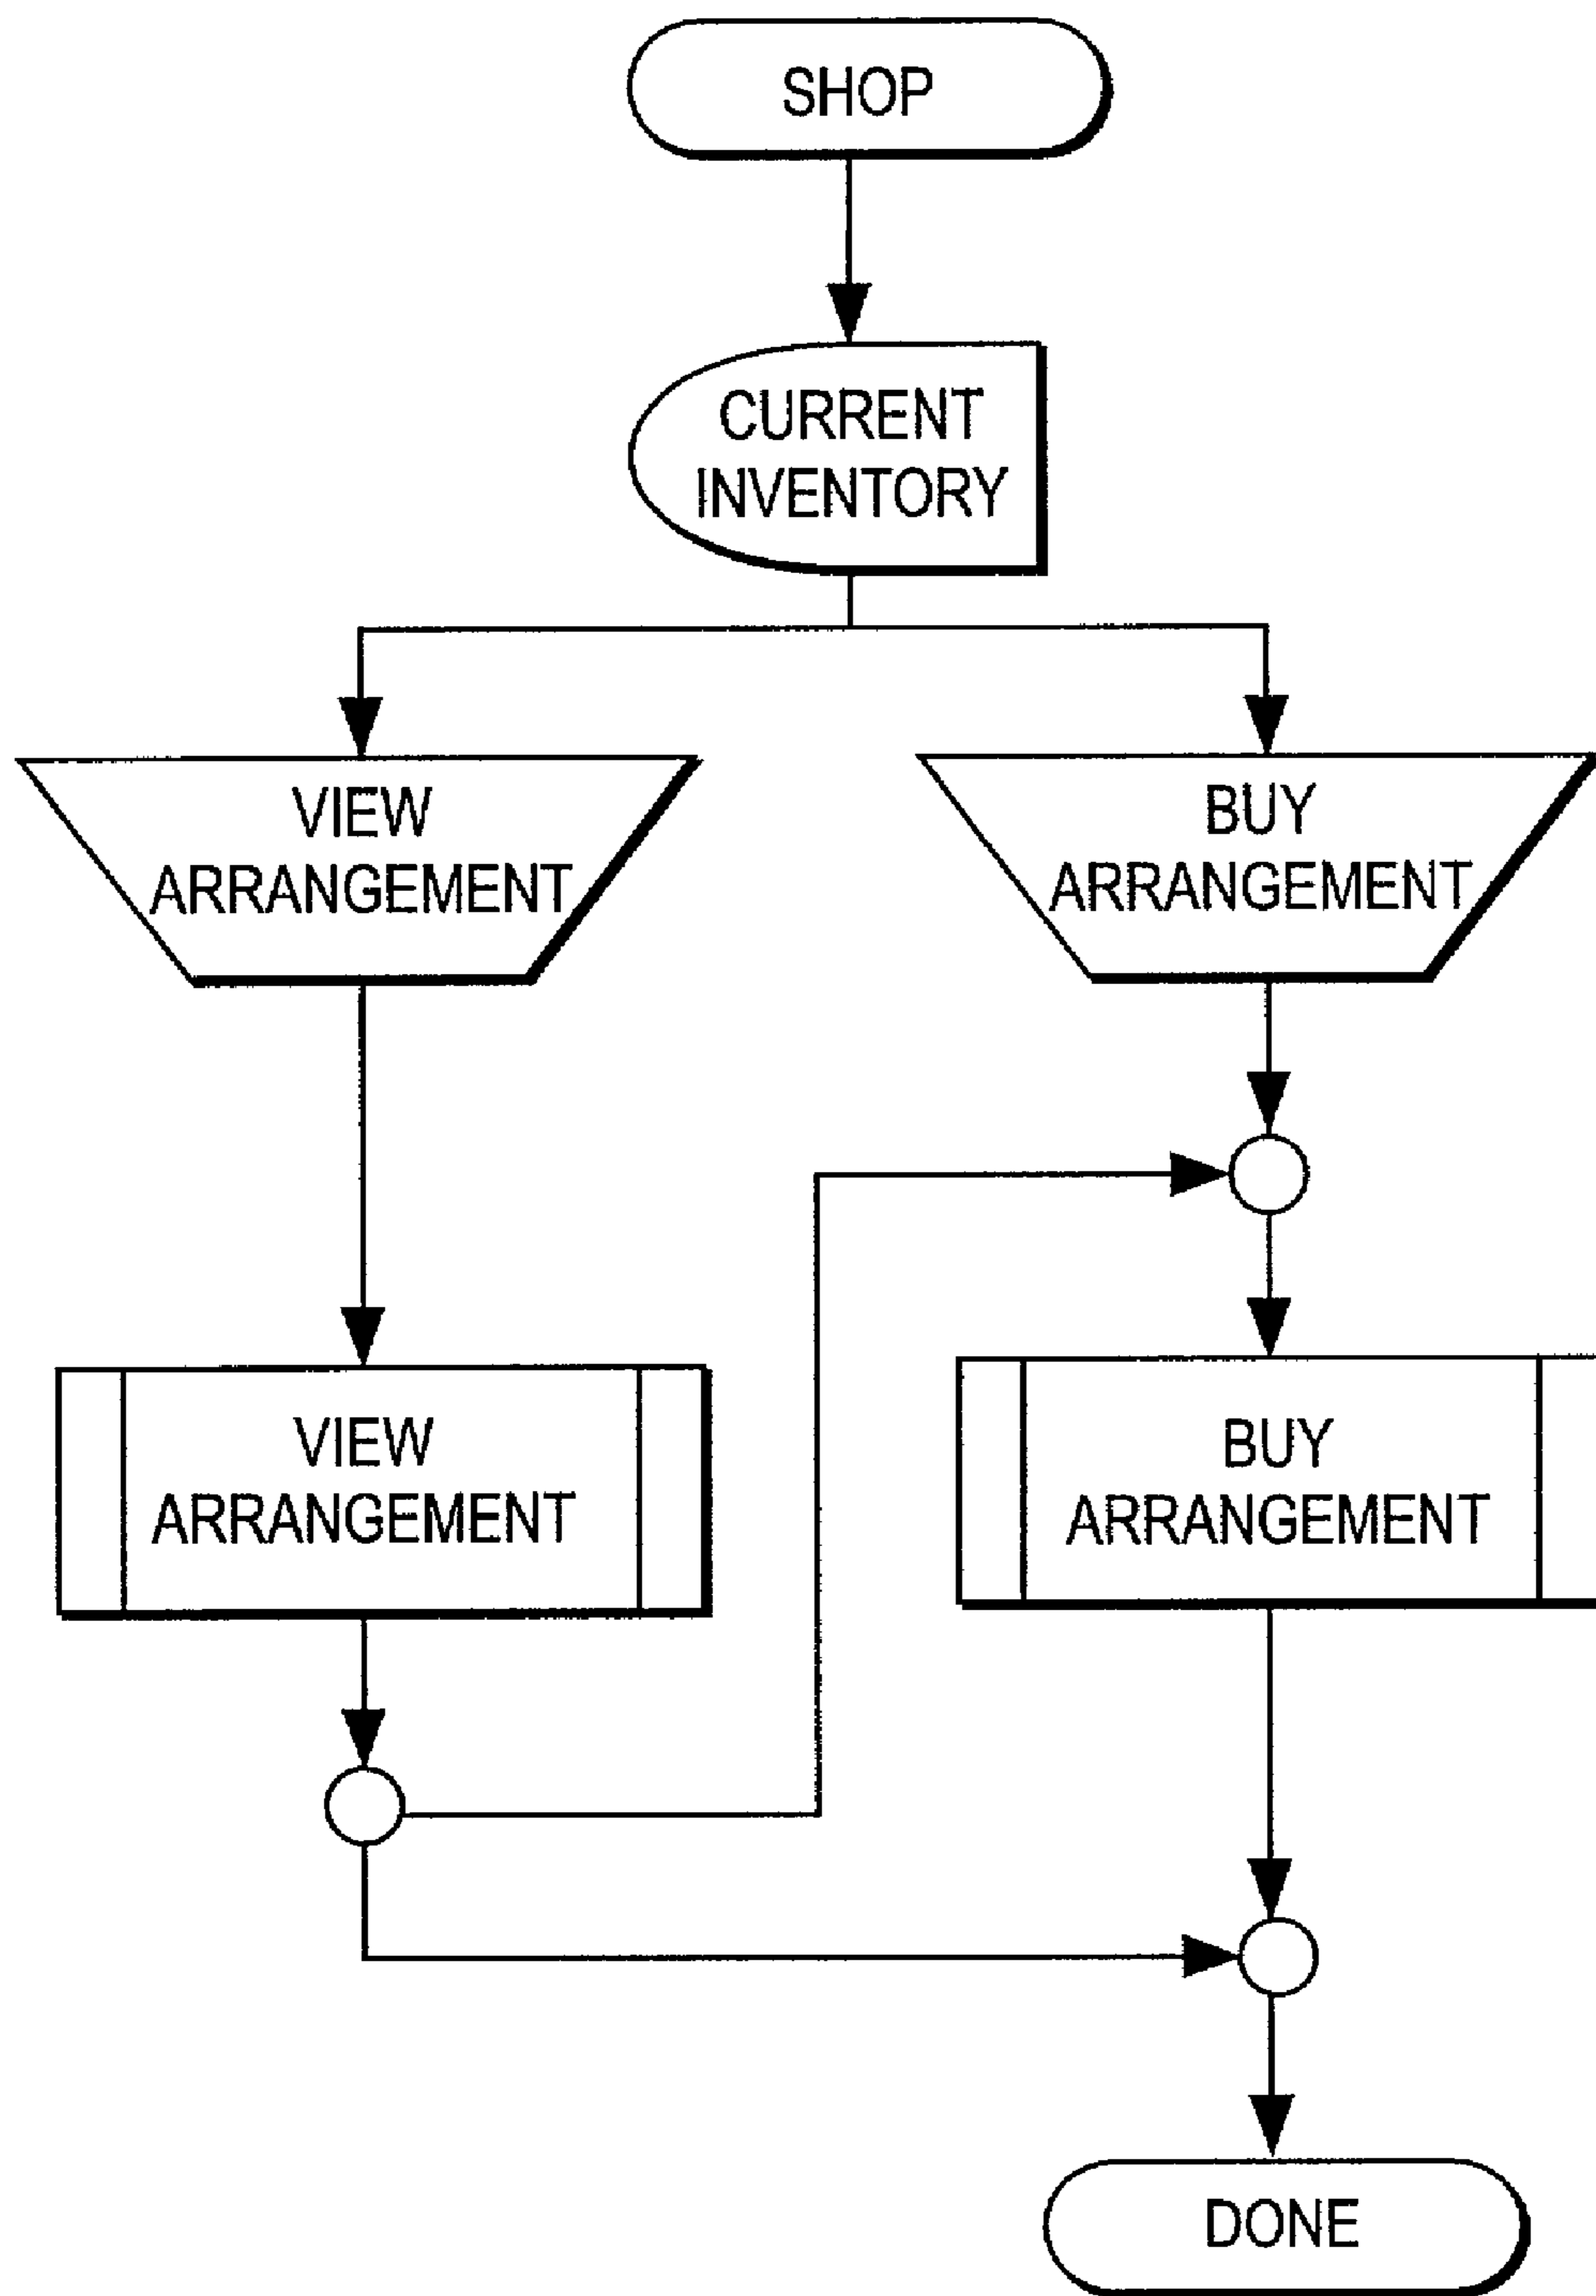 SHOP
CURRENT
INVENTORY
VIEW
ARRANGEMENT
BUY
ARRANGEMENT
VIEW
ARRANGEMENT
BUY
ARRANGEMENT
DONE